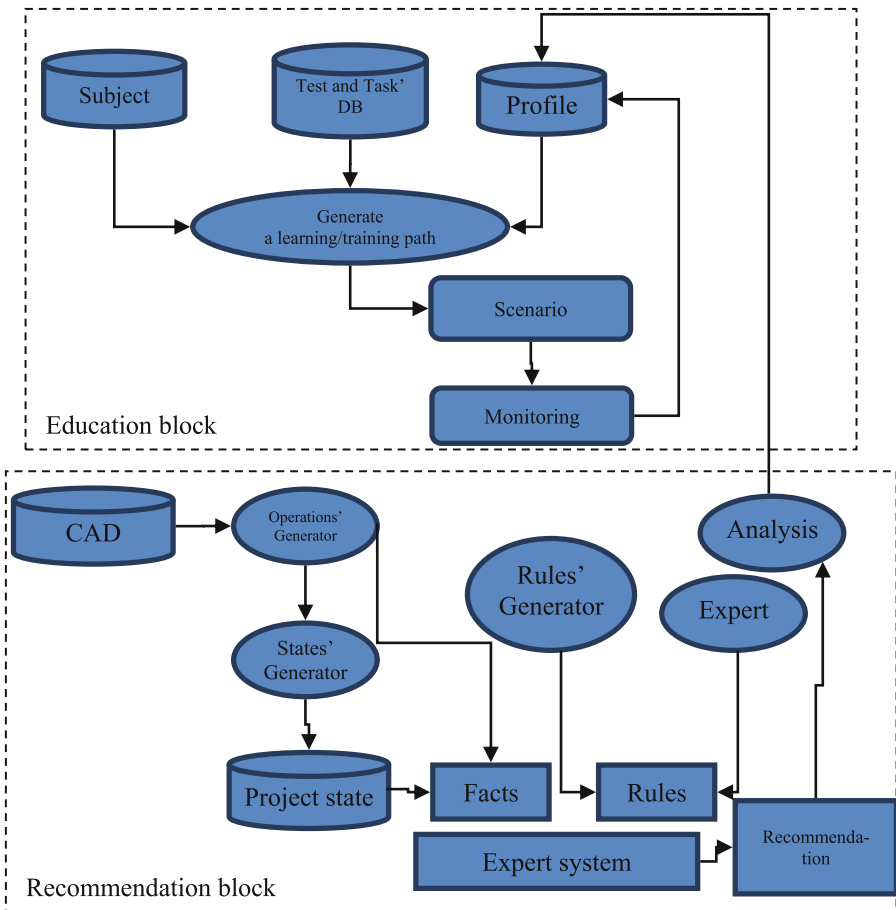 Subject
Test and Task’
DB
Profile
Generate
a learning/training path
Scenario
Monitoring
Education block
CAD
Operations’
Generator
Analysis
Rules’
Generator
Expert
States’
Generator
Project state
Facts
Rules
Recommenda-
tion
Expert system
Recommendation block